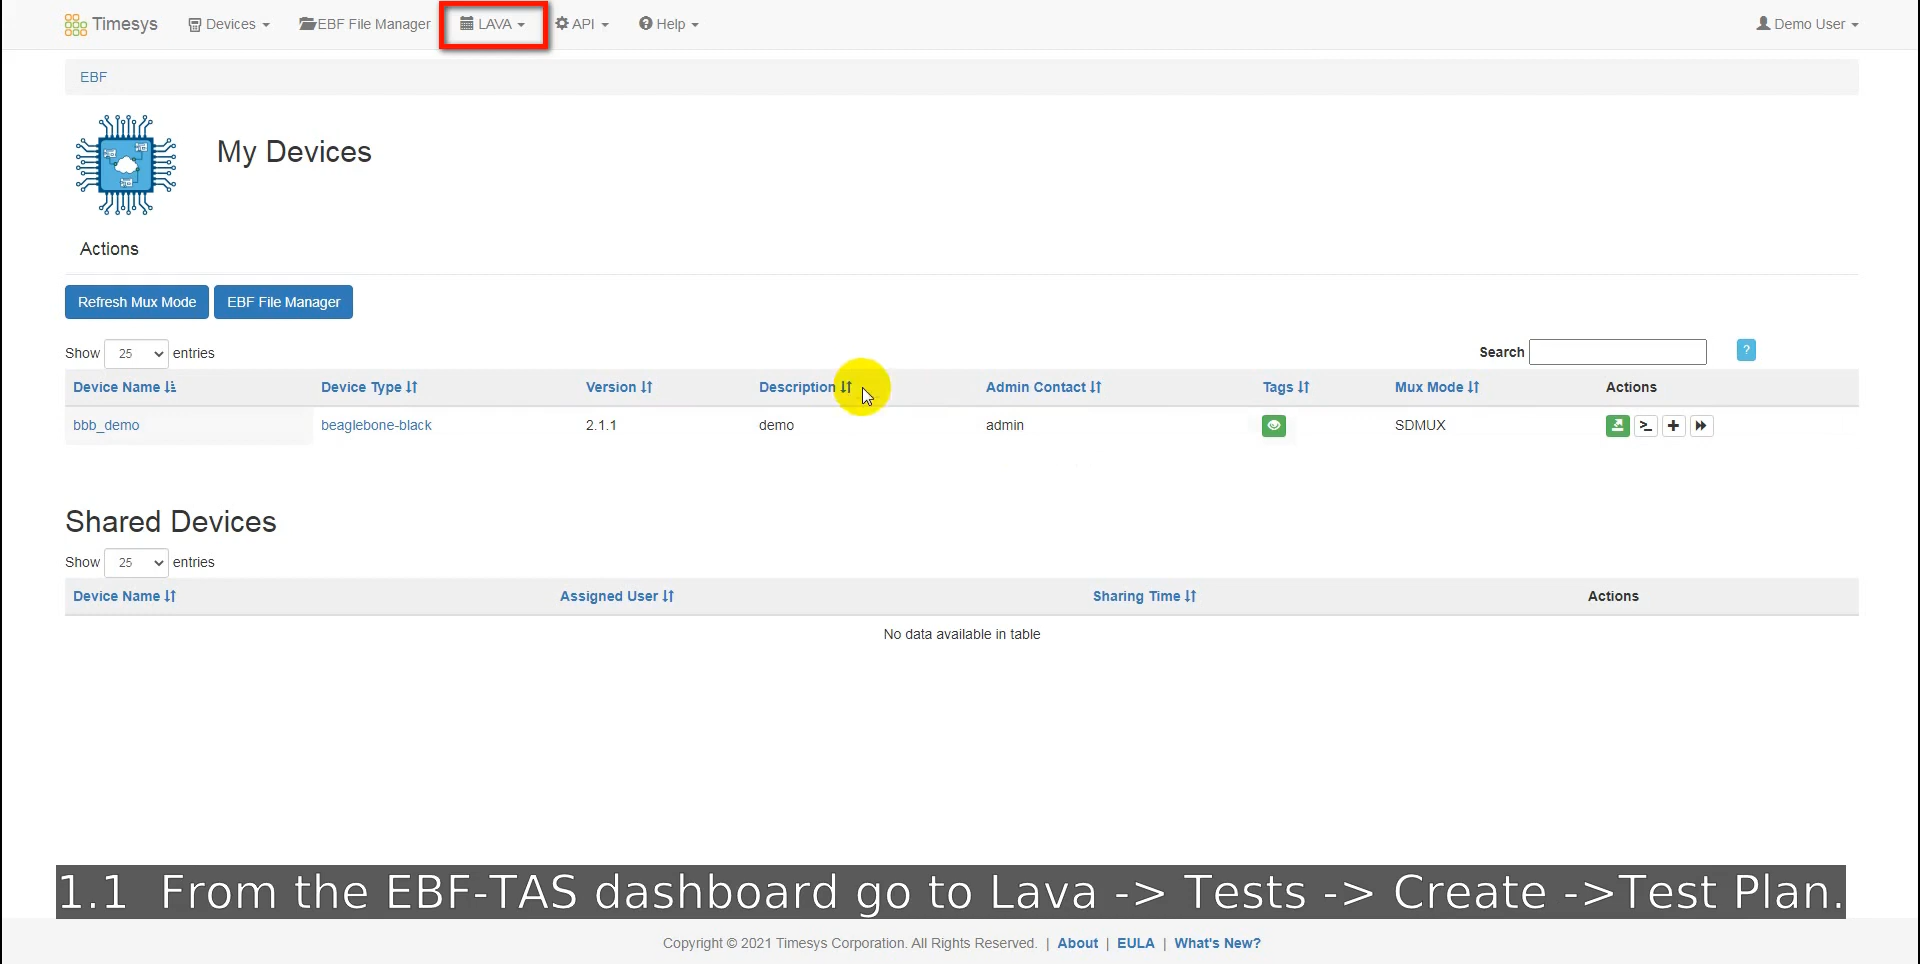 Timesys Devices EBF File Manager LAVA API Help Demo User
EBF
My Devices
Actions
Refresh Mux Mode EBF File Manager
Show 25 entries Search ?
Device Name Device Type Version Description Admin Contact Tags Mux Mode Actions
bbb_demo beaglebone-black 2.1.1 demo admin SDMUX
Shared Devices
Show 25 entries
Device Name Assigned User Sharing Time Actions
No data available in table
1.1 From the EBF-TAS dashboard go to Lava -> Tests -> Create ->Test Plan.
Copyright © 2021 Timesys Corporation. All Rights Reserved. | About | EULA | What's New?